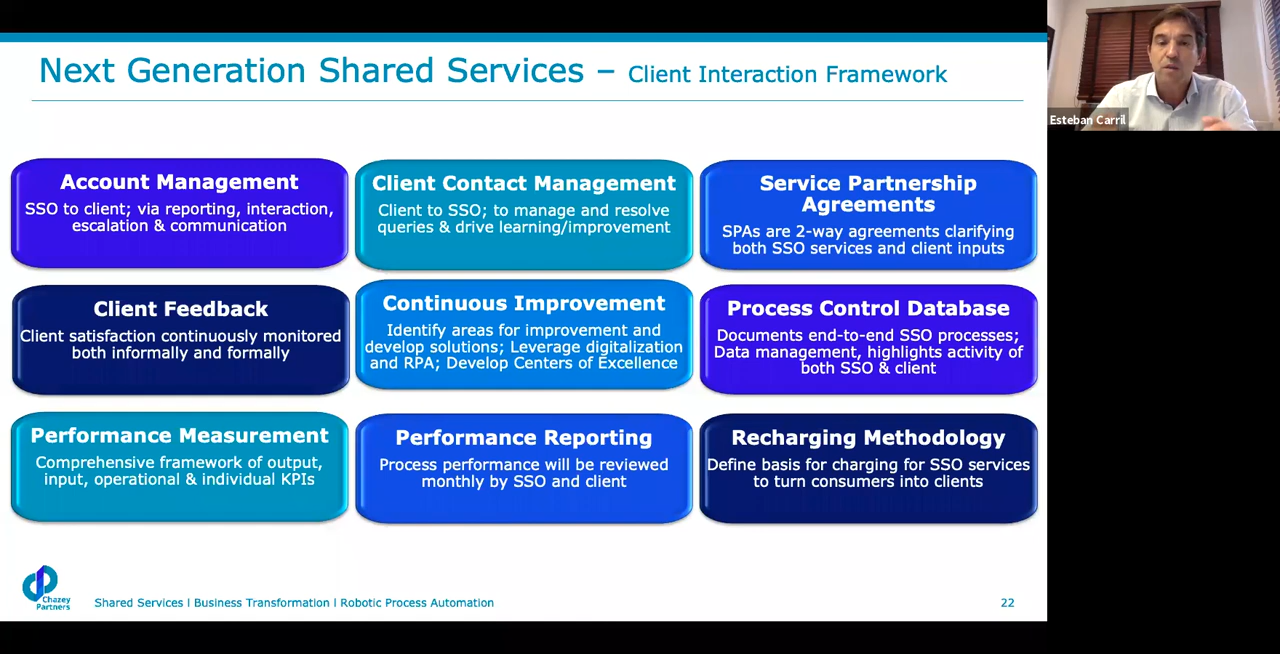 Next Generation Shared Services – Client Interaction Framework
Esteban Carril
Account Management
SSO to client; via reporting, interaction,
escalation & communication
Client Contact Management
Client to SSO; to manage and resolve
queries & drive learning/improvement
Service Partnership
Agreements
SPAs are 2-way agreements clarifying
both SSO services and client inputs
Client Feedback
Client satisfaction continuously monitored
both informally and formally
Continuous Improvement
Identify areas for improvement and
develop solutions; Leverage digitalization
and RPA; Develop Centers of Excellence
Process Control Database
Documents end-to-end SSO processes;
Data management, highlights activity of
both SSO & client
Performance Measurement
Comprehensive framework of output,
input, operational & individual KPIs
Performance Reporting
Process performance will be reviewed
monthly by SSO and client
Recharging Methodology
Define basis for charging for SSO services
to turn consumers into clients
Chazey
Partners
Shared Services l Business Transformation l Robotic Process Automation
22